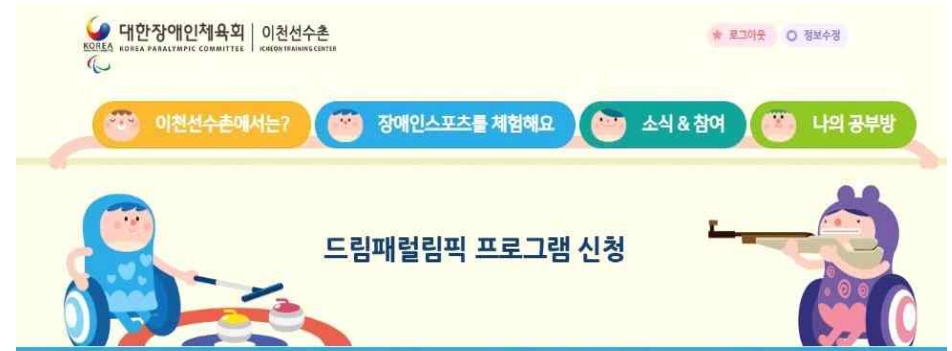 대한장애인체육회 | 이천선수촌
KOREA PARALYMPIC COMMITTEE | ICHEON TRAINING CENTER
KOREA
로그아웃 정보수정
이천선수촌에서는? 장애인스포츠를 체험해요 소식 & 참여 나의 공부방
드림패럴림픽 프로그램 신청